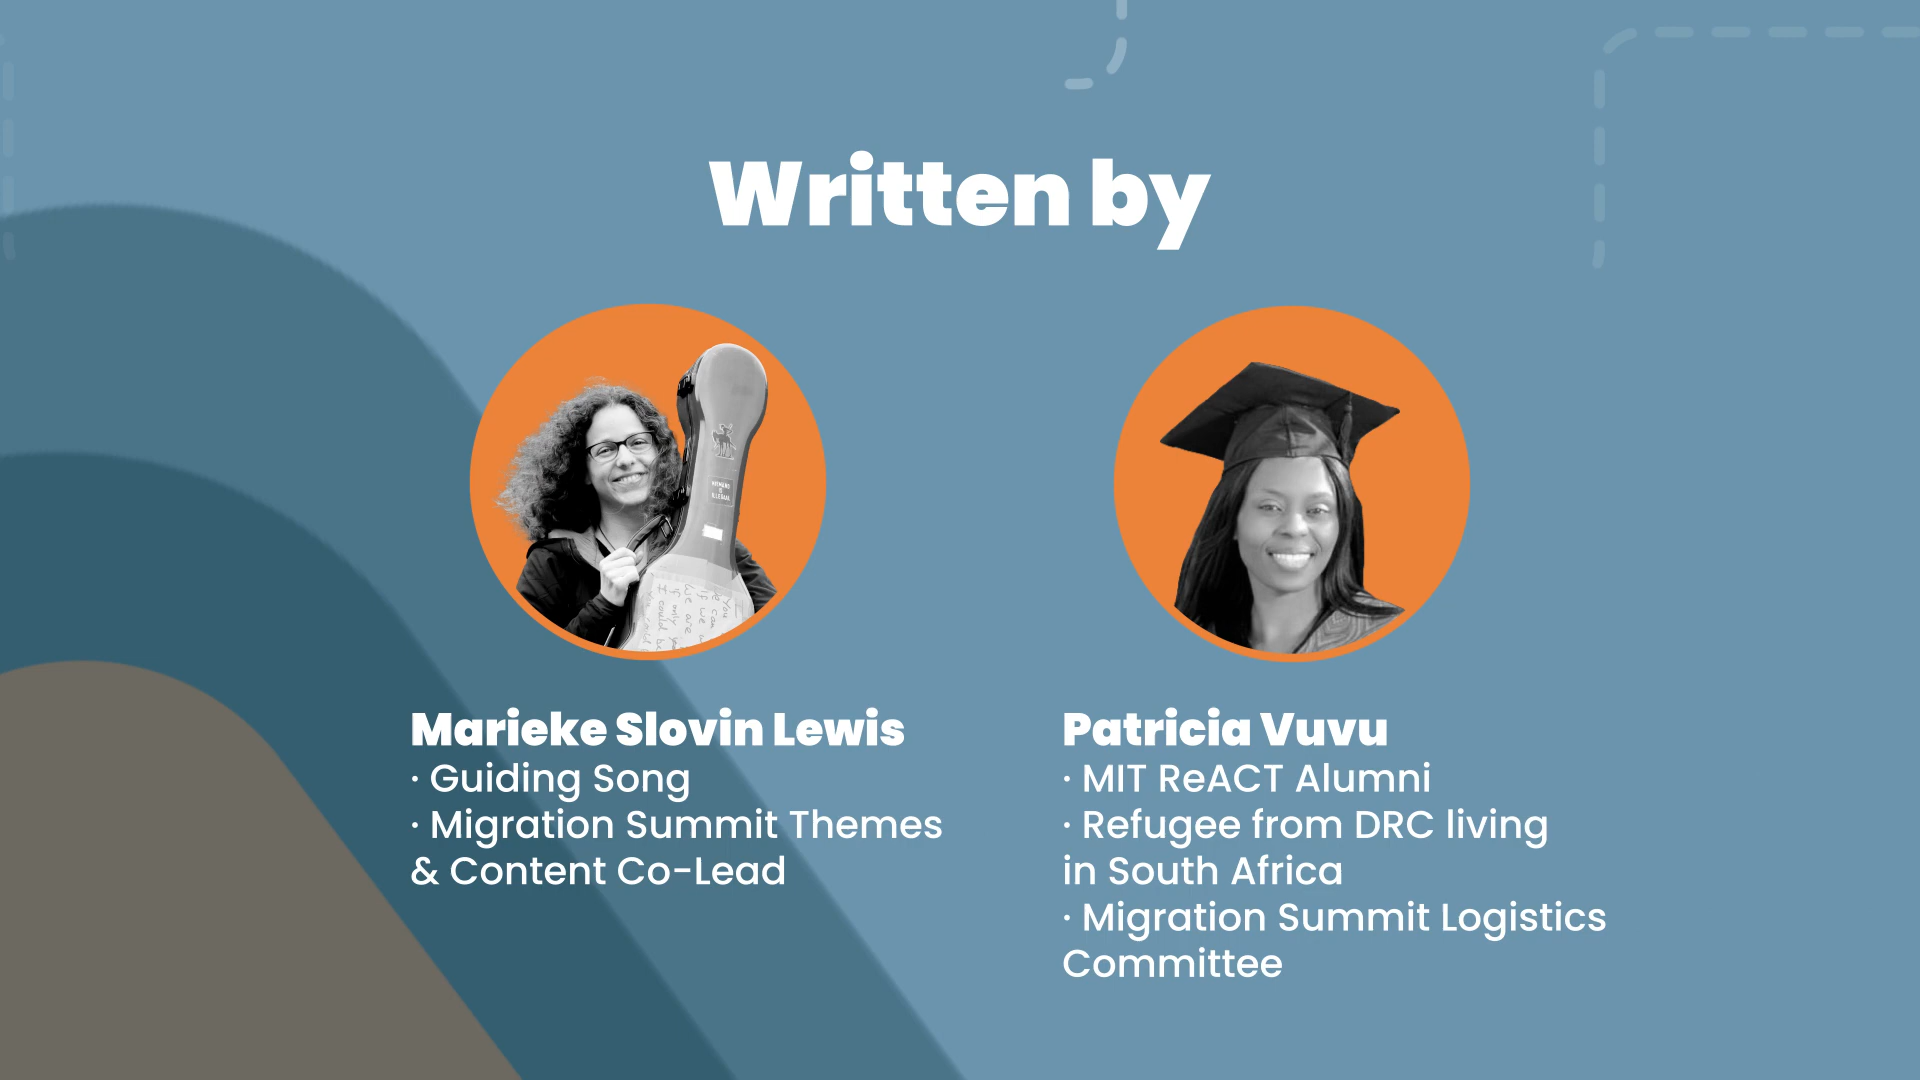 Written by
Marieke Slovin Lewis
· Guiding Song
· Migration Summit Themes
& Content Co-Lead
Patricia Vuvu
· MIT ReACT Alumni
· Refugee from DRC living
in South Africa
· Migration Summit Logistics
Committee